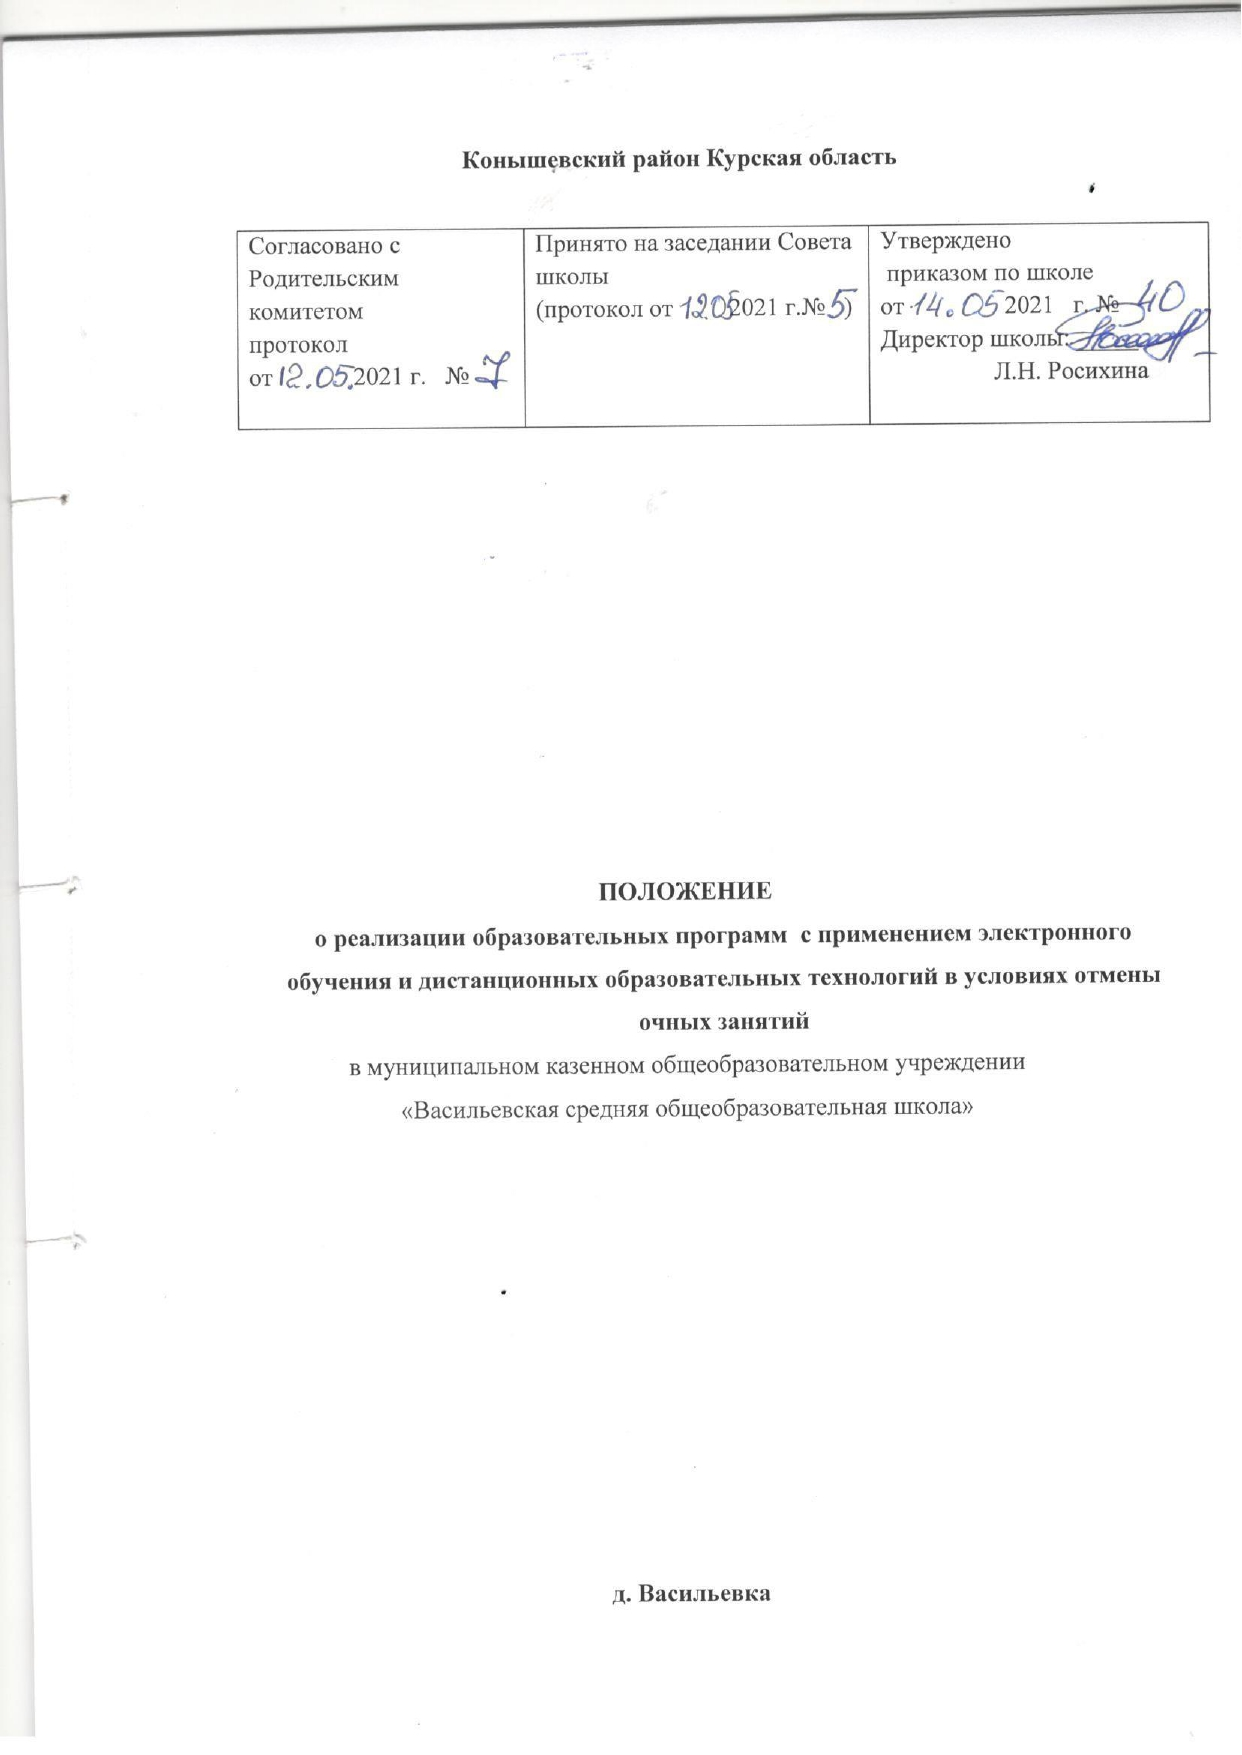 Конышевский район Курская область
Согласовано с
Родительским
комитетом
протокол
от 12.05.2021 г. № 7
Принято на заседании Совета
школы
(протокол от 12.05 2021 г.№ 5)
Утверждено
приказом по школе
от 14.05 2021 г. № 40
Директор школы:
Л.Н. Росихина
ПОЛОЖЕНИЕ
о реализации образовательных программ с применением электронного
обучения и дистанционных образовательных технологий в условиях отмены
очных занятий
в муниципальном казенном общеобразовательном учреждении
«Васильевская средняя общеобразовательная школа»
д. Васильевка